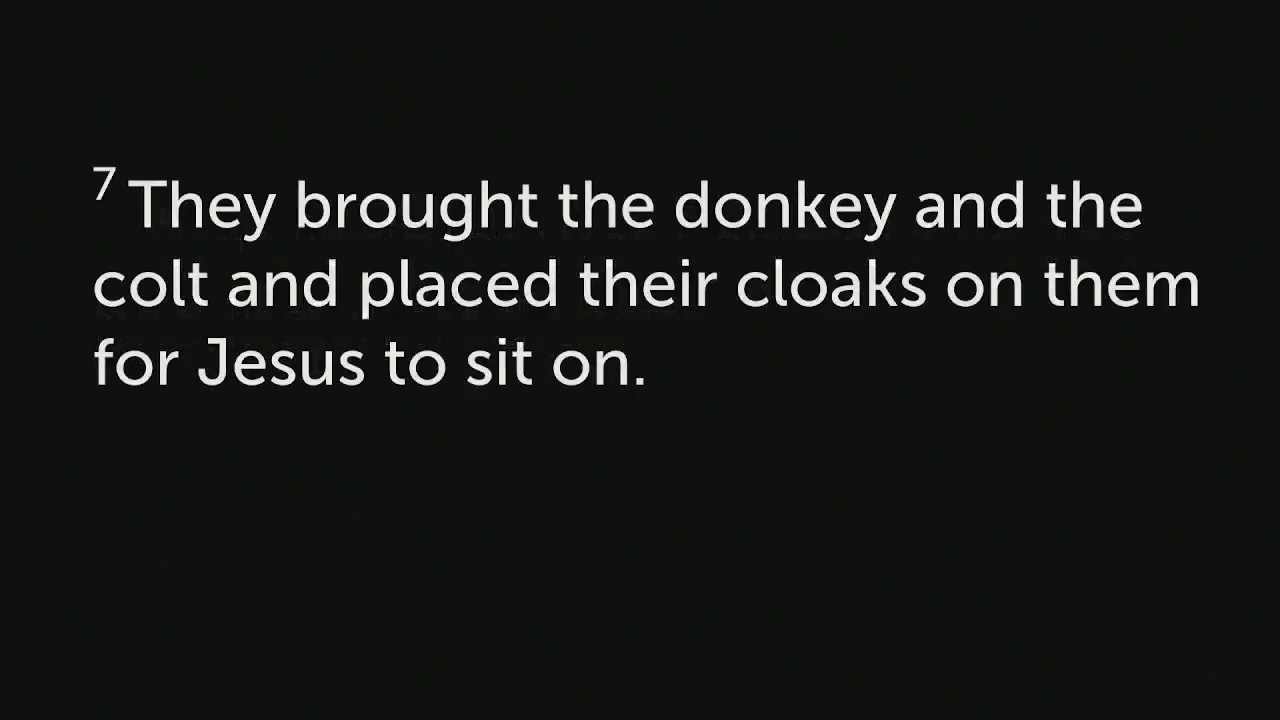 7 They brought the donkey and the
colt and placed their cloaks on them
for Jesus to sit on.